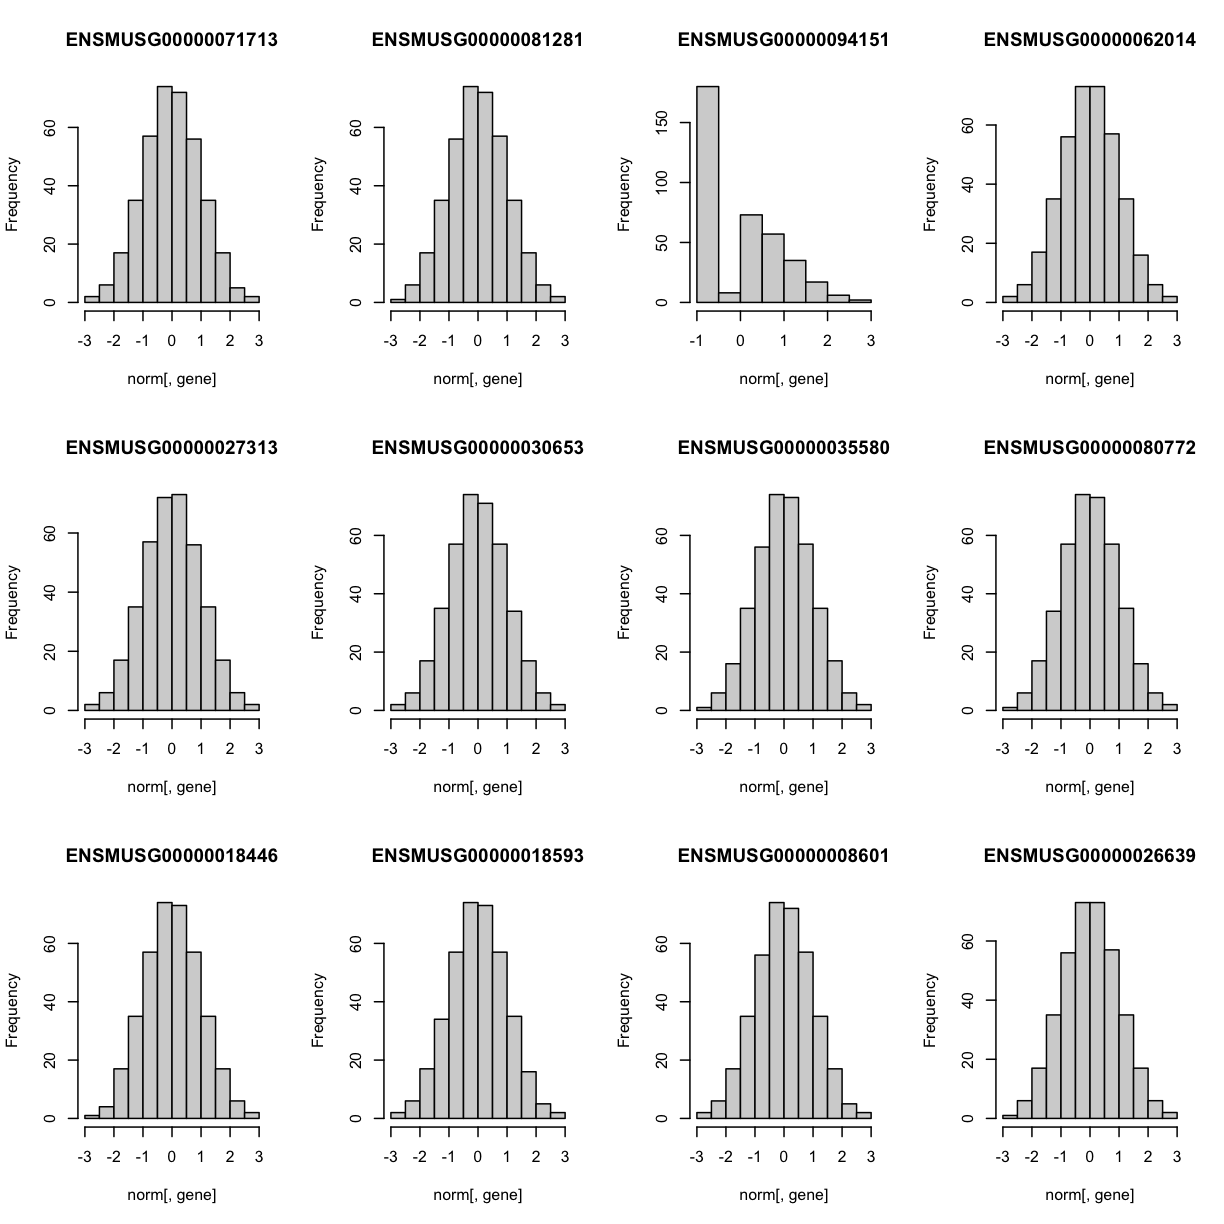 ENSMUSG00000071713
Frequency
0 20 40 60
-3 -2 -1 0 1 2 3
norm[, gene]
ENSMUSG00000081281
Frequency
0 20 40 60
-3 -2 -1 0 1 2 3
norm[, gene]
ENSMUSG00000094151
Frequency
0 50 100 150
-1 0 1 2 3
norm[, gene]
ENSMUSG00000062014
Frequency
0 20 40 60
-3 -2 -1 0 1 2 3
norm[, gene]
ENSMUSG00000027313
Frequency
0 20 40 60
-3 -2 -1 0 1 2 3
norm[, gene]
ENSMUSG00000030653
Frequency
0 20 40 60
-3 -2 -1 0 1 2 3
norm[, gene]
ENSMUSG00000035580
Frequency
0 20 40 60
-3 -2 -1 0 1 2 3
norm[, gene]
ENSMUSG00000080772
Frequency
0 20 40 60
-3 -2 -1 0 1 2 3
norm[, gene]
ENSMUSG00000018446
Frequency
0 20 40 60
-3 -2 -1 0 1 2 3
norm[, gene]
ENSMUSG00000018593
Frequency
0 20 40 60
-3 -2 -1 0 1 2 3
norm[, gene]
ENSMUSG00000008601
Frequency
0 20 40 60
-3 -2 -1 0 1 2 3
norm[, gene]
ENSMUSG00000026639
Frequency
0 20 40 60
-3 -2 -1 0 1 2 3
norm[, gene]